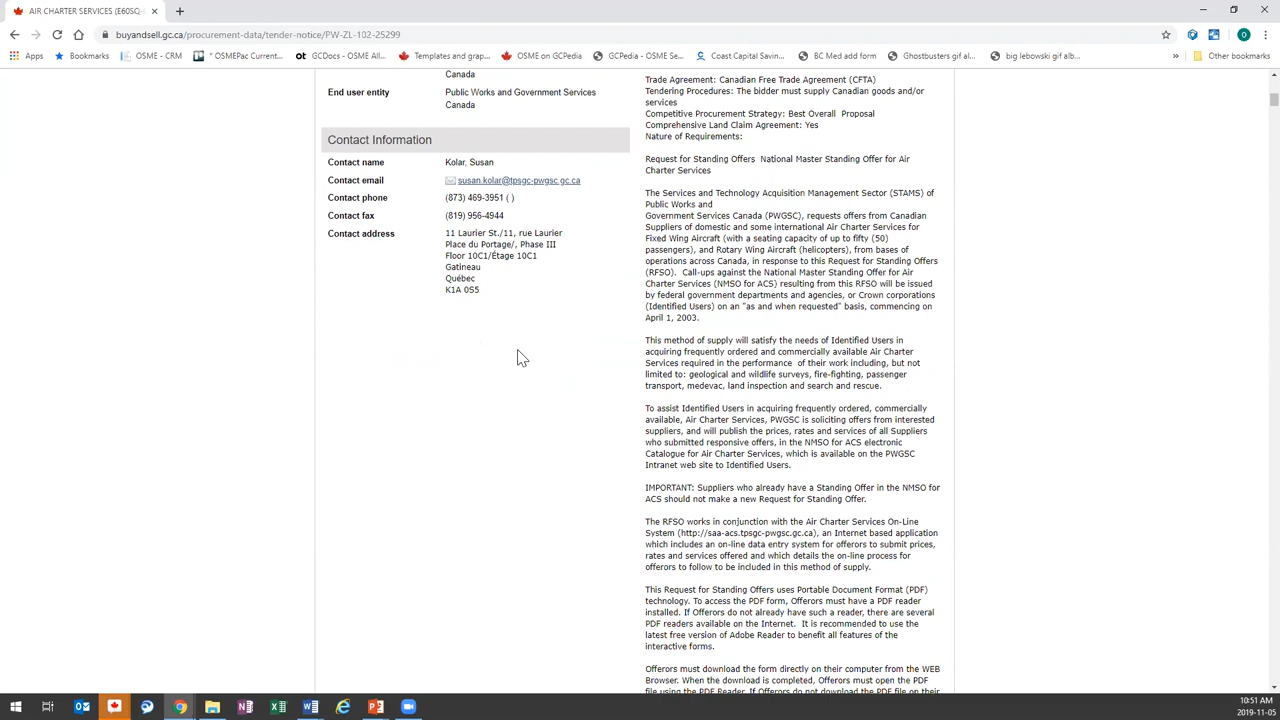 AIR CHARTER SERVICES (E60SQ-
buyandsell.gc.ca/procurement-data/tender-notice/PW-ZL-102-25299
Apps
Bookmarks
OSME - CRM
* "OSMEPac Current...
GCDocs - OSME All...
Templates and grap...
OSME on GCPedia
GCPedia - OSME Se...
Coast Capital Savin...
BC Med add form
Ghostbusters gif al...
big lebowski gif alb...
»
Other bookmarks
Canada
End user entity
Public Works and Government Services
Canada
Contact Information
Contact name
Kolar, Susan
Contact email
susan.kolar@tpsgc-pwgsc.gc.ca
Contact phone
(873) 469-3951 ( )
Contact fax
(819) 956-4944
Contact address
11 Laurier St./11, rue Laurier
Place du Portage/, Phase III
Floor 10C1/Étage 10C1
Gatineau
Québec
K1A 0S5
Trade Agreement: Canadian Free Trade Agreement (CFTA)
Tendering Procedures: The bidder must supply Canadian goods and/or
services
Competitive Procurement Strategy: Best Overall Proposal
Comprehensive Land Claim Agreement: Yes
Nature of Requirements:
Request for Standing Offers National Master Standing Offer for Air
Charter Services
The Services and Technology Acquisition Management Sector (STAMS) of
Public Works and
Government Services Canada (PWGSC), requests offers from Canadian
Suppliers of domestic and some international Air Charter Services for
Fixed Wing Aircraft (with a seating capacity of up to fifty (50)
passengers), and Rotary Wing Aircraft (helicopters), from bases of
operations across Canada, in response to this Request for Standing Offers
(RFSO). Call-ups against the National Master Standing Offer for Air
Charter Services (NMSO for ACS) resulting from this RFSO will be issued
by federal government departments and agencies, or Crown corporations
(Identified Users) on an "as and when requested" basis, commencing on
April 1, 2003.
This method of supply will satisfy the needs of Identified Users in
acquiring frequently ordered and commercially available Air Charter
Services required in the performance of their work including, but not
limited to: geological and wildlife surveys, fire-fighting, passenger
transport, medevac, land inspection and search and rescue.
To assist Identified Users in acquiring frequently ordered, commercially
available, Air Charter Services, PWGSC is soliciting offers from interested
suppliers, and will publish the prices, rates and services of all Suppliers
who submitted responsive offers, in the NMSO for ACS electronic
Catalogue for Air Charter Services, which is available on the PWGSC
Intranet web site to Identified Users.
IMPORTANT: Suppliers who already have a Standing Offer in the NMSO for
ACS should not make a new Request for Standing Offer.
The RFSO works in conjunction with the Air Charter Services On-Line
System (http://saa-acs.tpsgc-pwgsc.gc.ca), an Internet based application
which includes an on-line data entry system for offerors to submit prices,
rates and services offered and which details the on-line process for
offerors to follow to be included in this method of supply.
This Request for Standing Offers uses Portable Document Format (PDF)
technology. To access the PDF form, Offerors must have a PDF reader
installed. If Offerors do not already have such a reader, there are several
PDF readers available on the Internet. It is recommended to use the
latest free version of Adobe Reader to benefit all features of the
interactive forms.
Offerors must download the form directly on their computer from the WEB
Browser. When the download is completed, Offerors must open the PDF
file using the PDF Reader. If Offerors do not download the PDF file on their
10:51 AM
2019-11-05